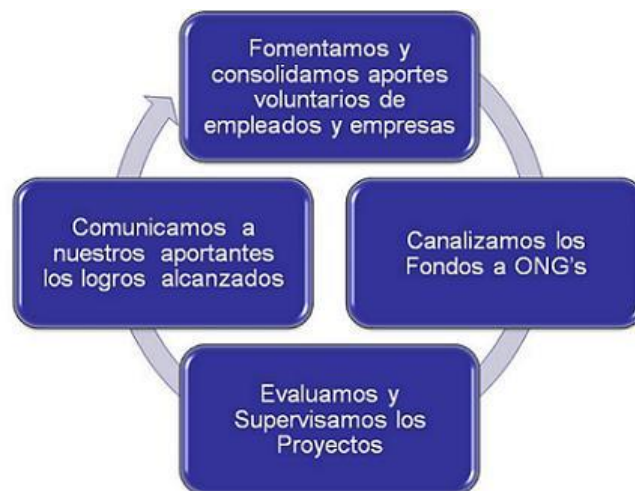 Fomentamos y
consolidamos aportes
voluntarios de
empleados y empresas
Canalizamos los
Fondos a ONG's
Evaluamos y
Supervisamos los
Proyectos
Comunicamos a
nuestros aportantes
los logros alcanzados